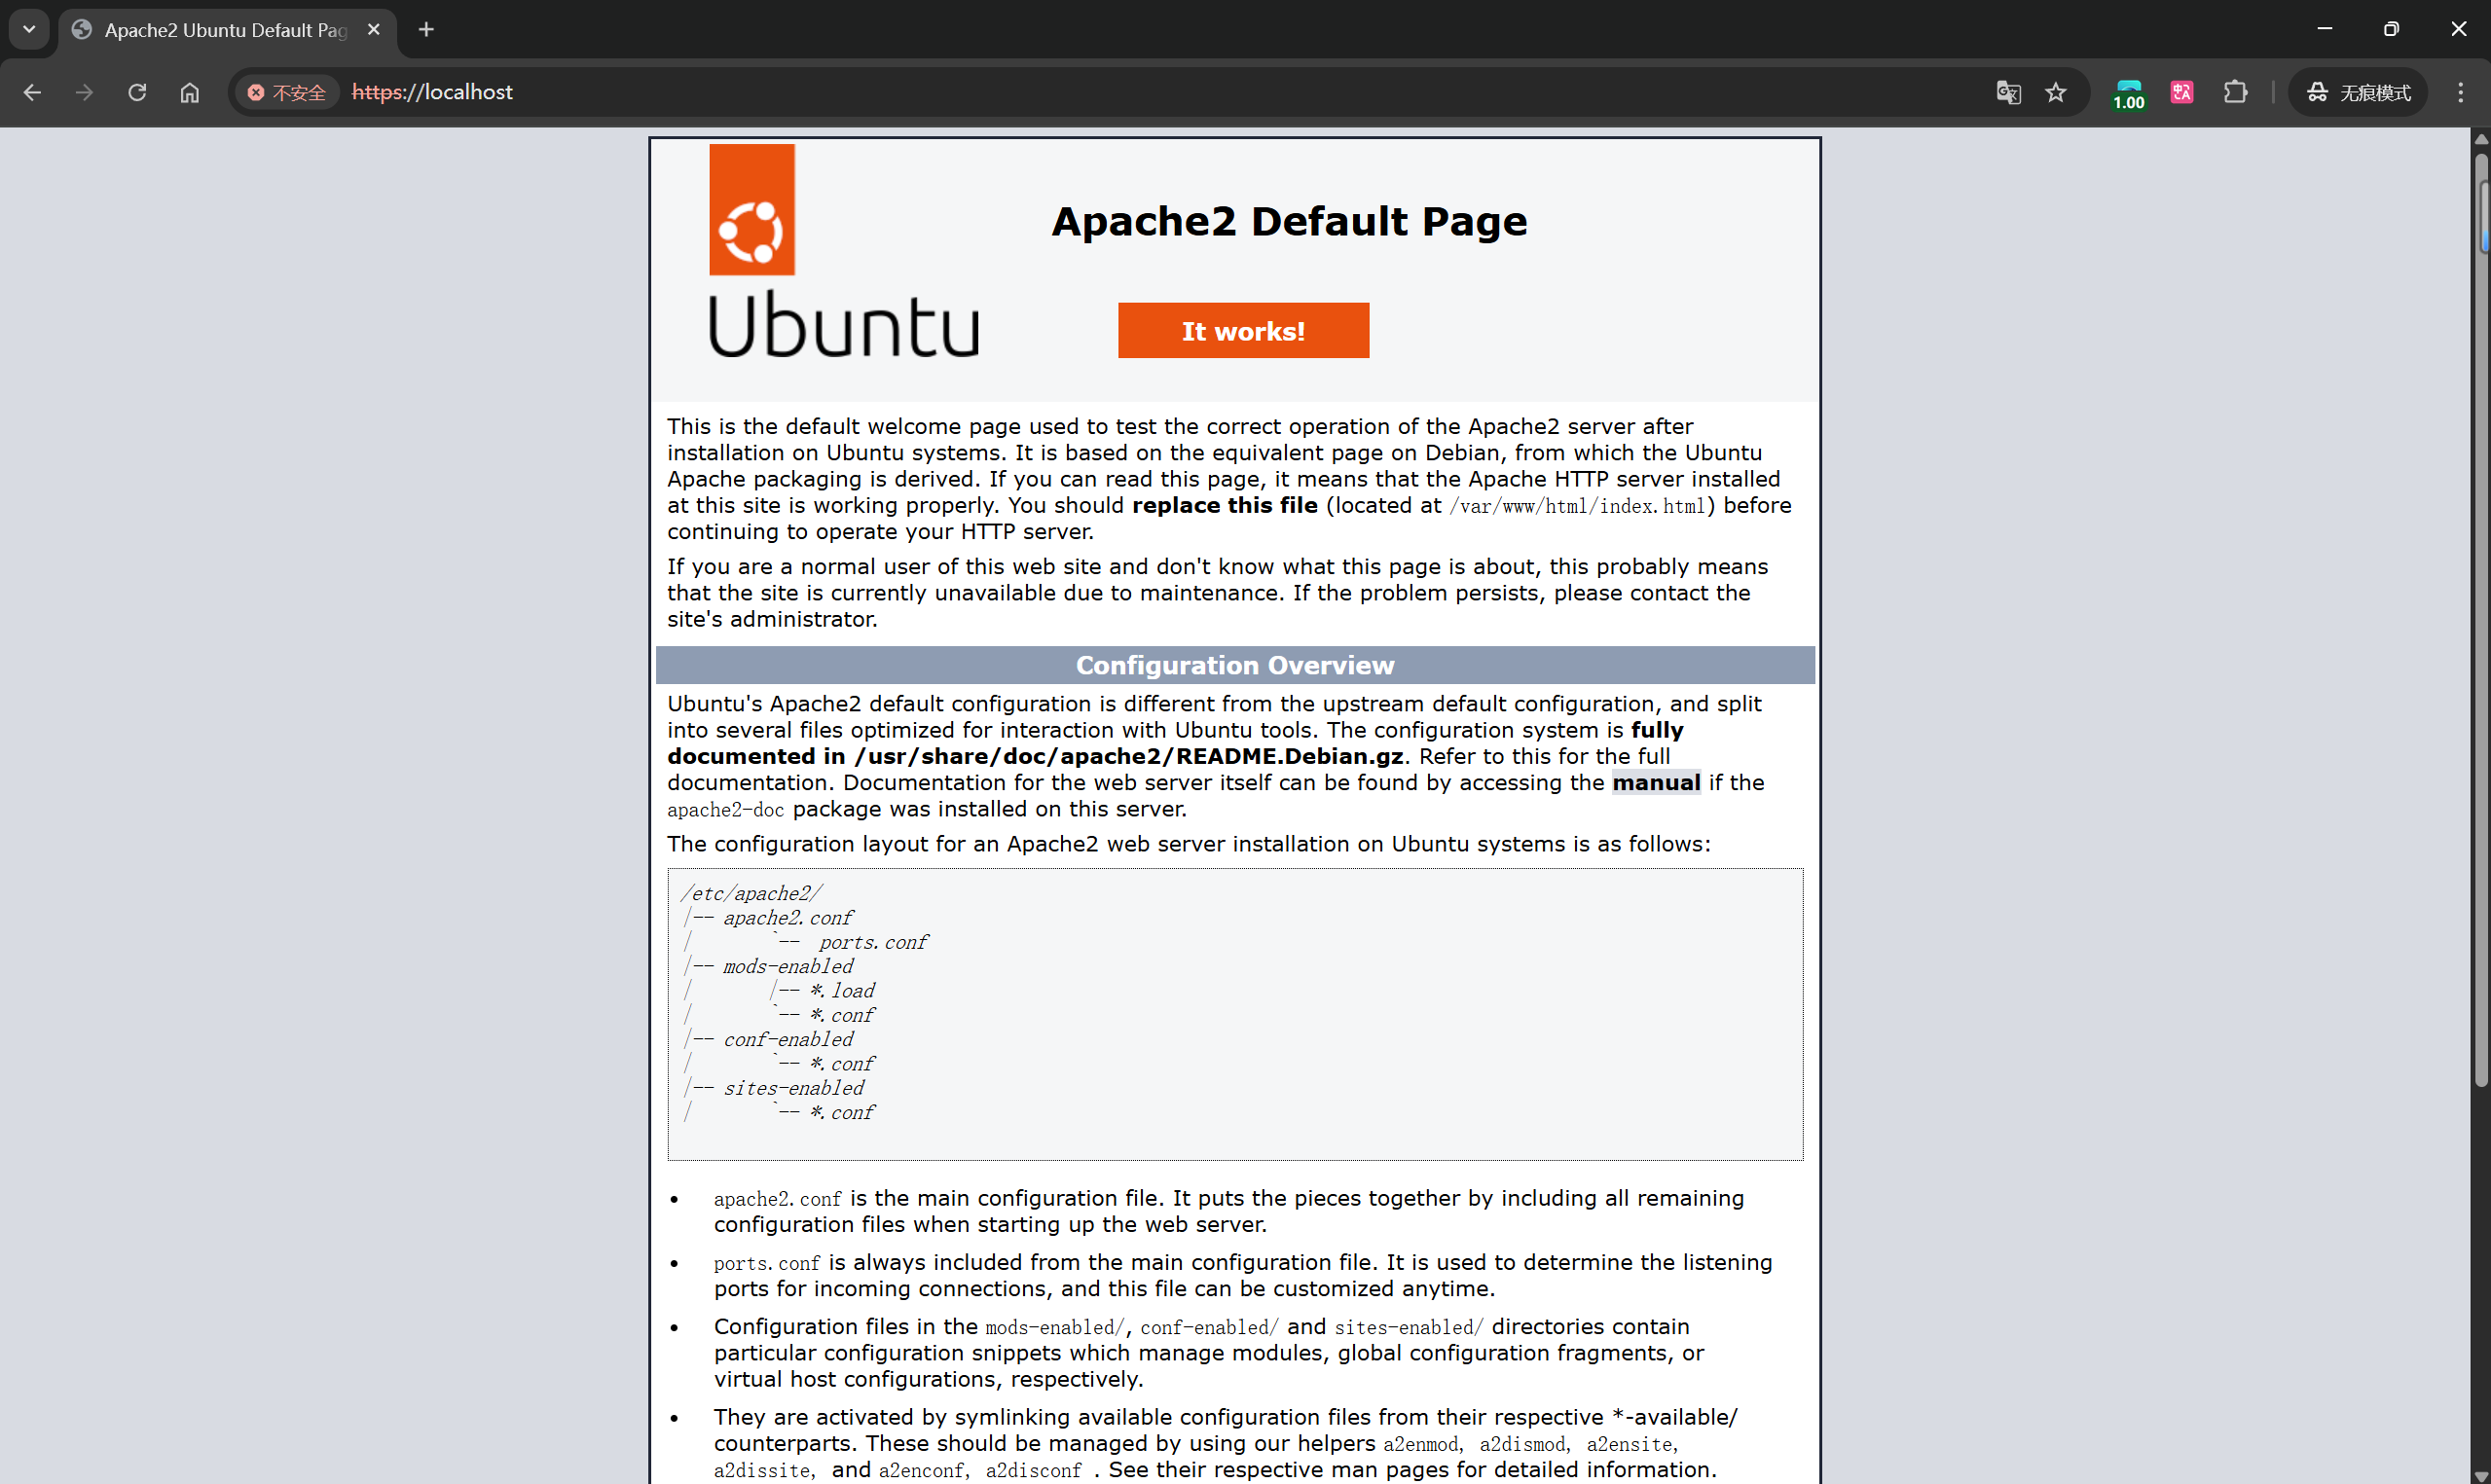 Apache2 Ubuntu Default Pag
不安全
https://localhost
1.00
无痕模式
Ubuntu
Apache2 Default Page
It works!
This is the default welcome page used to test the correct operation of the Apache2 server after
installation on Ubuntu systems. It is based on the equivalent page on Debian, from which the Ubuntu
Apache packaging is derived. If you can read this page, it means that the Apache HTTP server installed
at this site is working properly. You should replace this file (located at /var/www/html/index.html) before
continuing to operate your HTTP server.
If you are a normal user of this web site and don't know what this page is about, this probably means
that the site is currently unavailable due to maintenance. If the problem persists, please contact the
site's administrator.
Configuration Overview
Ubuntu's Apache2 default configuration is different from the upstream default configuration, and split
into several files optimized for interaction with Ubuntu tools. The configuration system is fully
documented in /usr/share/doc/apache2/README.Debian.gz. Refer to this for the full
documentation. Documentation for the web server itself can be found by accessing the manual if the
apache2-doc package was installed on this server.
The configuration layout for an Apache2 web server installation on Ubuntu systems is as follows:
/etc/apache2/
|-- apache2.conf
|       `--  ports.conf
|-- mods-enabled
|       |-- *.load
|       `-- *.conf
|-- conf-enabled
|       `-- *.conf
|-- sites-enabled
|       `-- *.conf
• apache2.conf is the main configuration file. It puts the pieces together by including all remaining
configuration files when starting up the web server.
• ports.conf is always included from the main configuration file. It is used to determine the listening
ports for incoming connections, and this file can be customized anytime.
• Configuration files in the mods-enabled/, conf-enabled/ and sites-enabled/ directories contain
particular configuration snippets which manage modules, global configuration fragments, or
virtual host configurations, respectively.
• They are activated by symlinking available configuration files from their respective *-available/
counterparts. These should be managed by using our helpers a2enmod, a2dismod, a2ensite,
a2dissite, and a2enconf, a2disconf . See their respective man pages for detailed information.